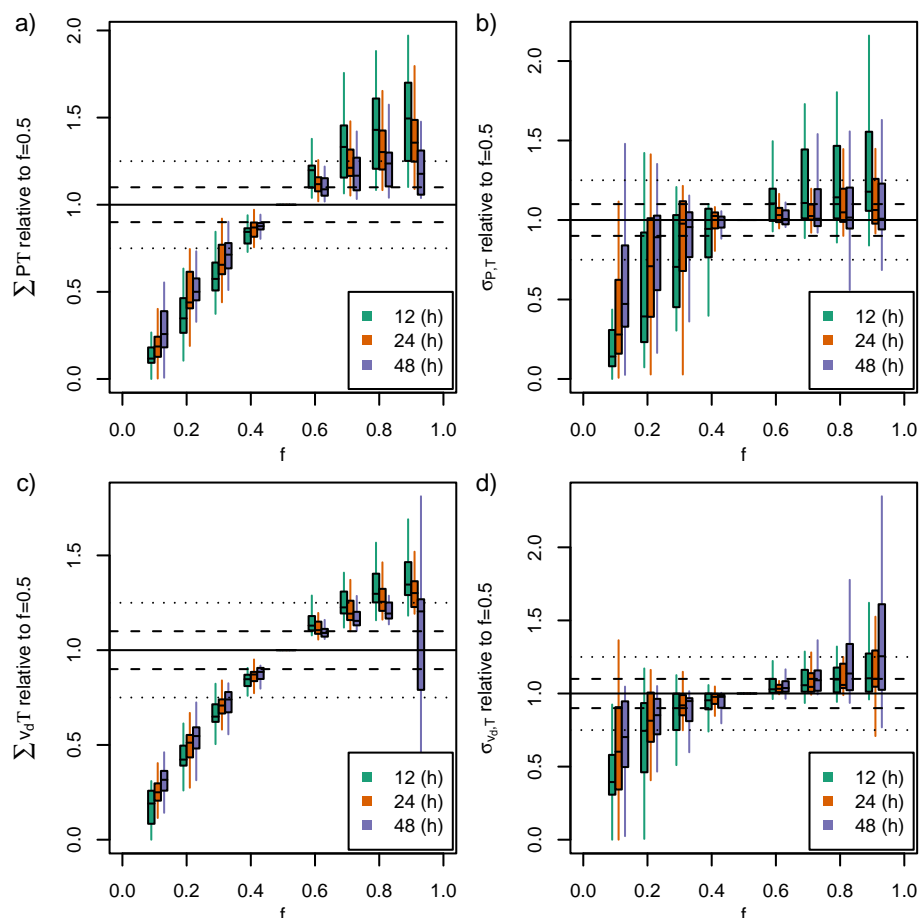 a)
∑ PT relative to f=0.5
0.0 0.5 1.0 1.5 2.0
12 (h)
24 (h)
48 (h)
0.0 0.2 0.4 0.6 0.8 1.0
f
b)
σP,T relative to f=0.5
0.0 0.5 1.0 1.5 2.0
12 (h)
24 (h)
48 (h)
0.0 0.2 0.4 0.6 0.8 1.0
f
c)
∑ vdT relative to f=0.5
0.0 0.5 1.0 1.5
12 (h)
24 (h)
48 (h)
0.0 0.2 0.4 0.6 0.8 1.0
f
d)
σvd,T relative to f=0.5
0.0 0.5 1.0 1.5 2.0
12 (h)
24 (h)
48 (h)
0.0 0.2 0.4 0.6 0.8 1.0
f